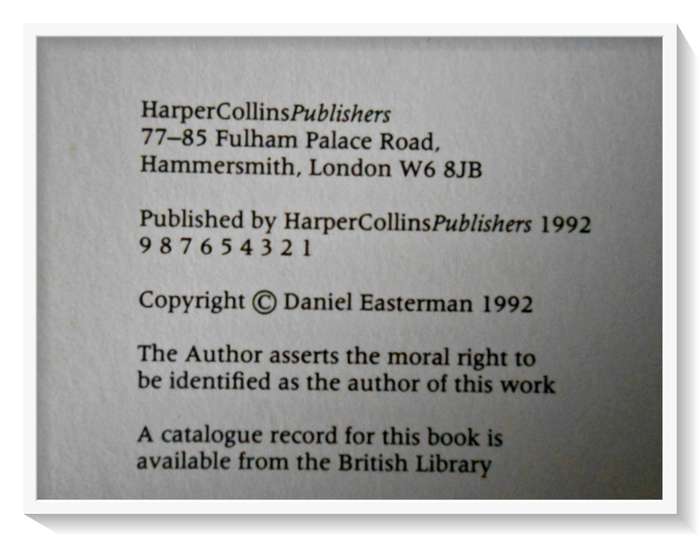 HarperCollinsPublishers
77–85 Fulham Palace Road,
Hammersmith, London W6 8JB
Published by HarperCollinsPublishers 1992
9 8 7 6 5 4 3 2 1
Copyright © Daniel Easterman 1992
The Author asserts the moral right to
be identified as the author of this work
A catalogue record for this book is
available from the British Library